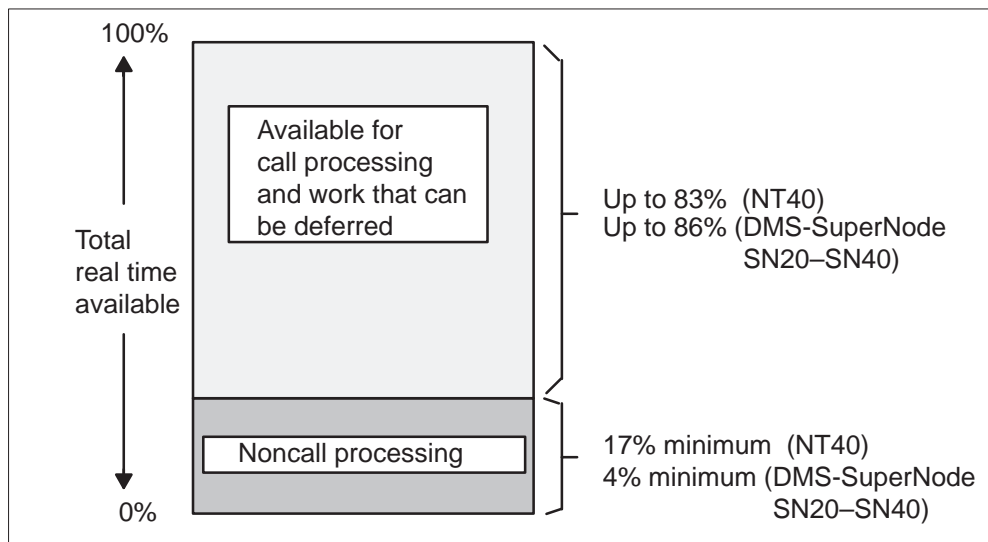 100%
Available for
call processing
and work that can
be deferred
Total
real time
available
Up to 83% (NT40)
Up to 86% (DMS-SuperNode
SN20–SN40)
Noncall processing
17% minimum (NT40)
4% minimum (DMS-SuperNode
SN20–SN40)
0%